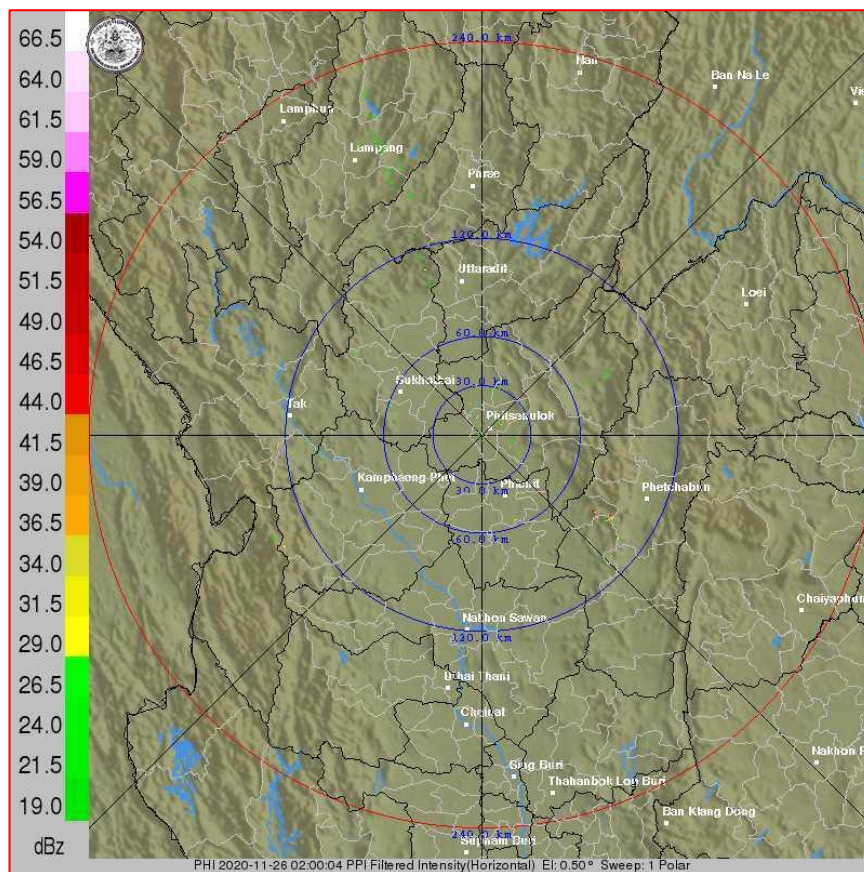 66.5
64.0
61.5
59.0
56.5
54.0
51.5
49.0
46.5
44.0
41.5
39.0
36.5
34.0
31.5
29.0
26.5
24.0
21.5
19.0
dBz
240.0 km
Nan
Ban Na Le
Lamphun
Lampang
Phrae
120.0 km
Uttaradit
Loei
60.0 km
30.0 km
Sukhothai
Tak
Phitsanulok
Kamphaeng Phet
30.0 km
Phichit
Phetchabun
60.0 km
Chaiyaphum
Nakhon Sawan
120.0 km
Uthai Thani
Chainat
Nakhon
Sing Buri
Thahanbok Lop Buri
Ban Klang Dong
240.0 km
Suphan Buri
PHI 2020-11-26 02:00:04 PPI Filtered Intensity(Horizontal) El: 0.50° Sweep: 1 Polar